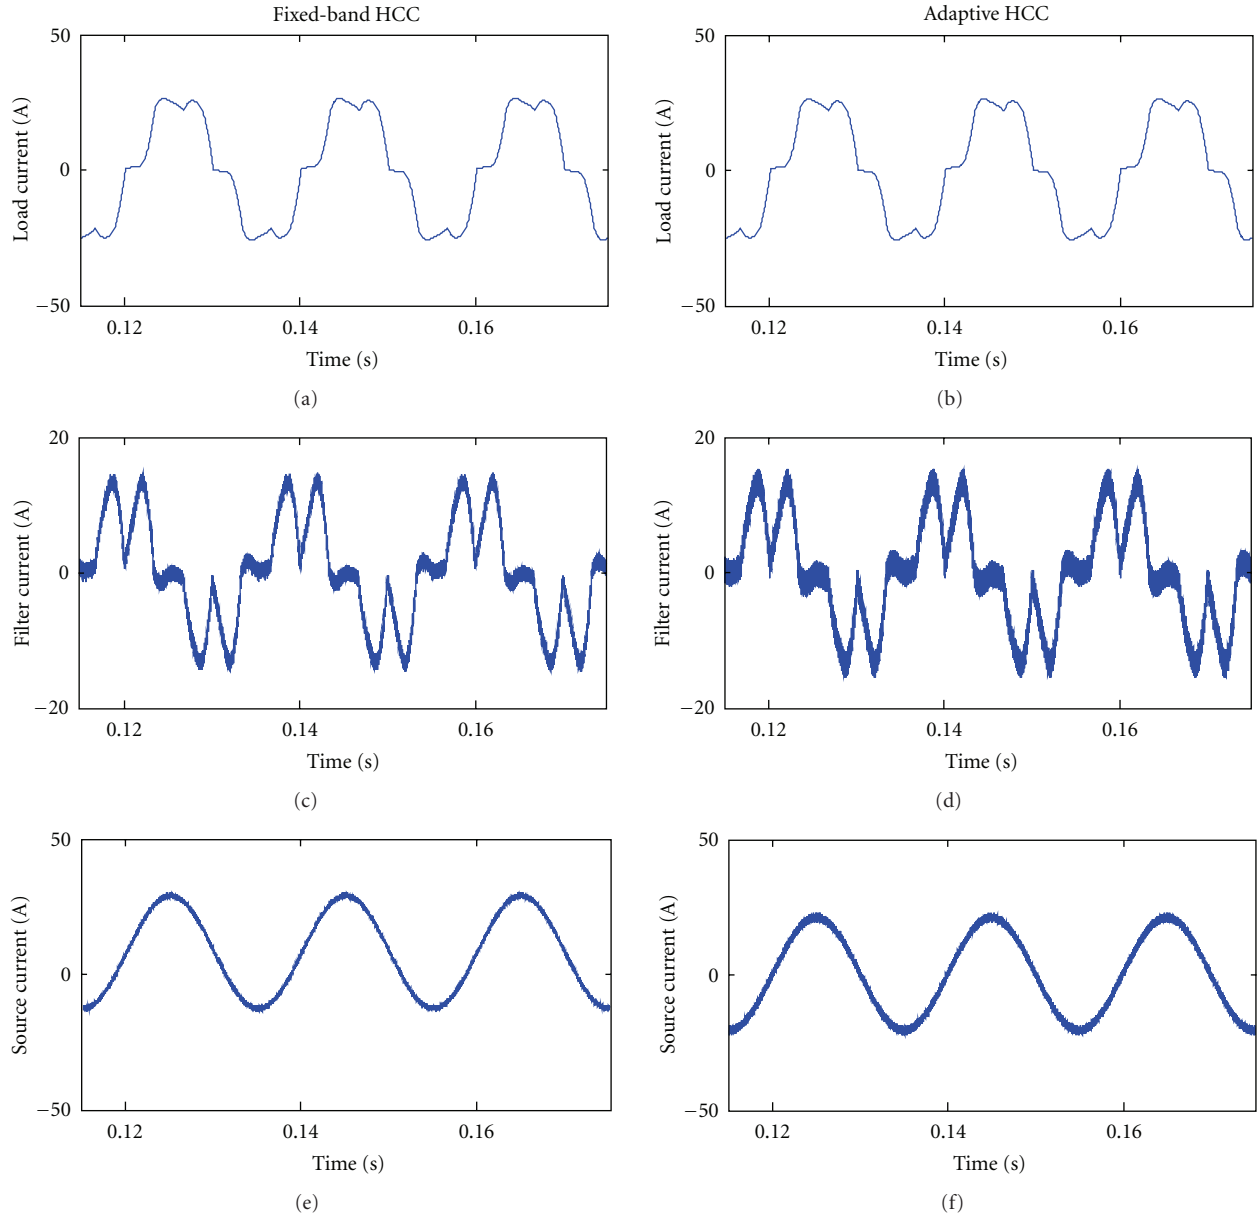 Fixed-band HCC
50
0
−50
Load current (A)
0.12
0.14
0.16
Time (s)
(a)
Adaptive HCC
50
0
−50
Load current (A)
0.12
0.14
0.16
Time (s)
(b)
20
0
−20
Filter current (A)
0.12
0.14
0.16
Time (s)
(c)
20
0
−20
Filter current (A)
0.12
0.14
0.16
Time (s)
(d)
50
0
−50
Source current (A)
0.12
0.14
0.16
Time (s)
(e)
50
0
−50
Source current (A)
0.12
0.14
0.16
Time (s)
(f)